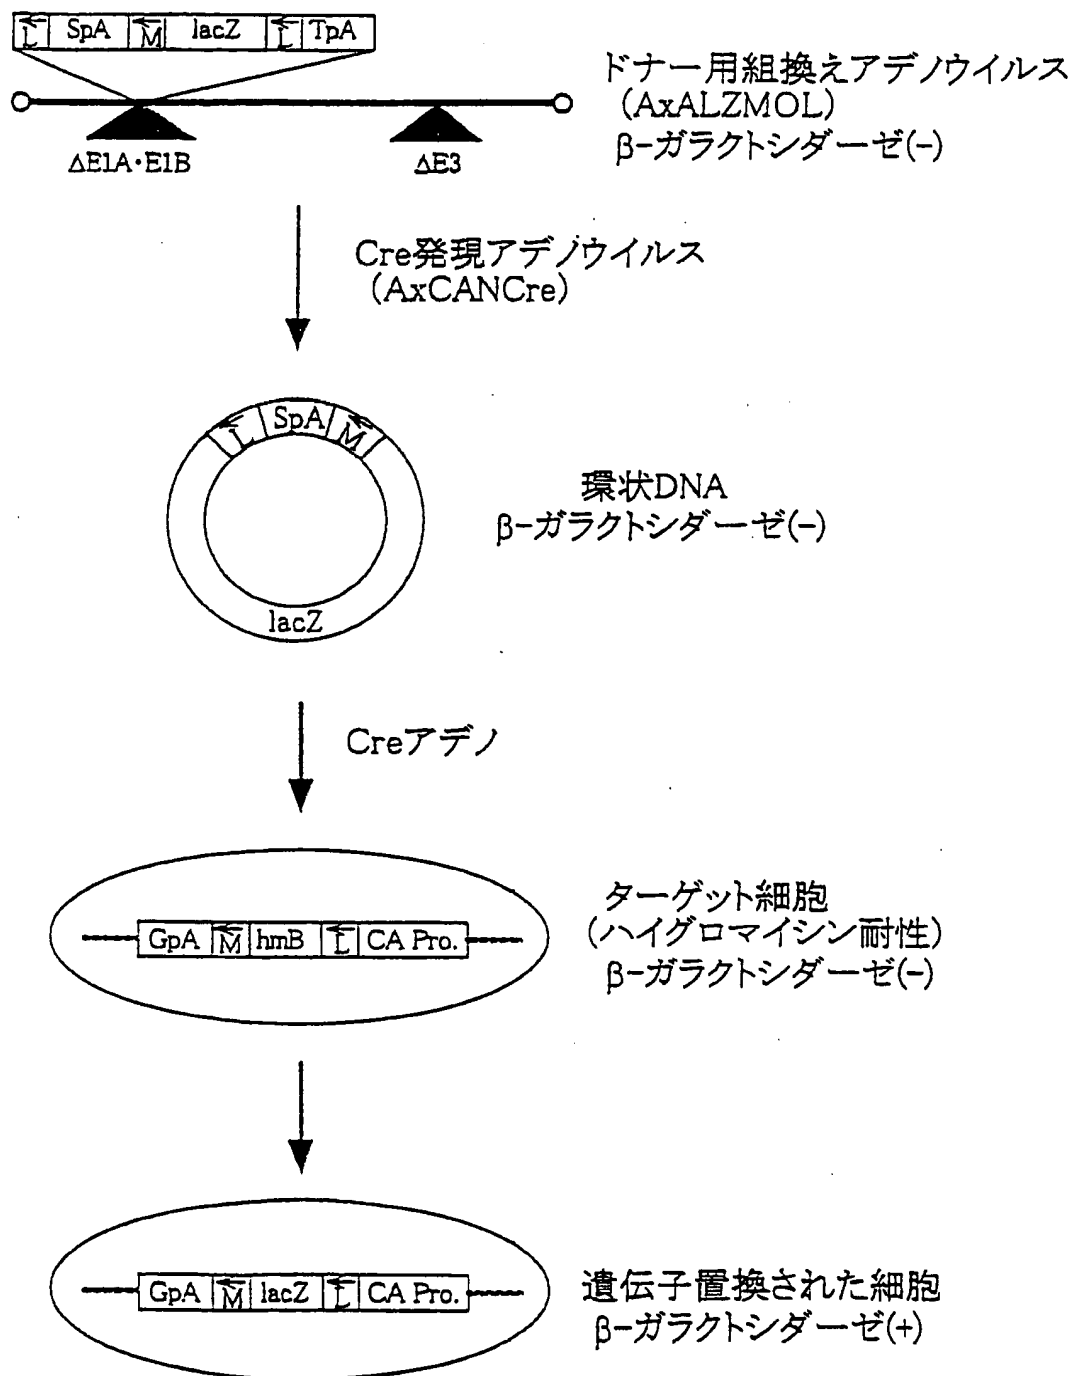 L SpA M lacZ L TpA
ドナー用組換えアデノウイルス
(AxALZMOL)
β-ガラクトシダーゼ(-)
ΔE1A・E1B
ΔE3
Cre発現アデノウイルス
(AxCANCre)
L SpA M
lacZ
環状DNA
β-ガラクトシダーゼ(-)
Creアデノ
GpA M hmB L CA Pro.
ターゲット細胞
(ハイグロマイシン耐性)
β-ガラクトシダーゼ(-)
GpA M lacZ L CA Pro.
遺伝子置換された細胞
β-ガラクトシダーゼ(+)